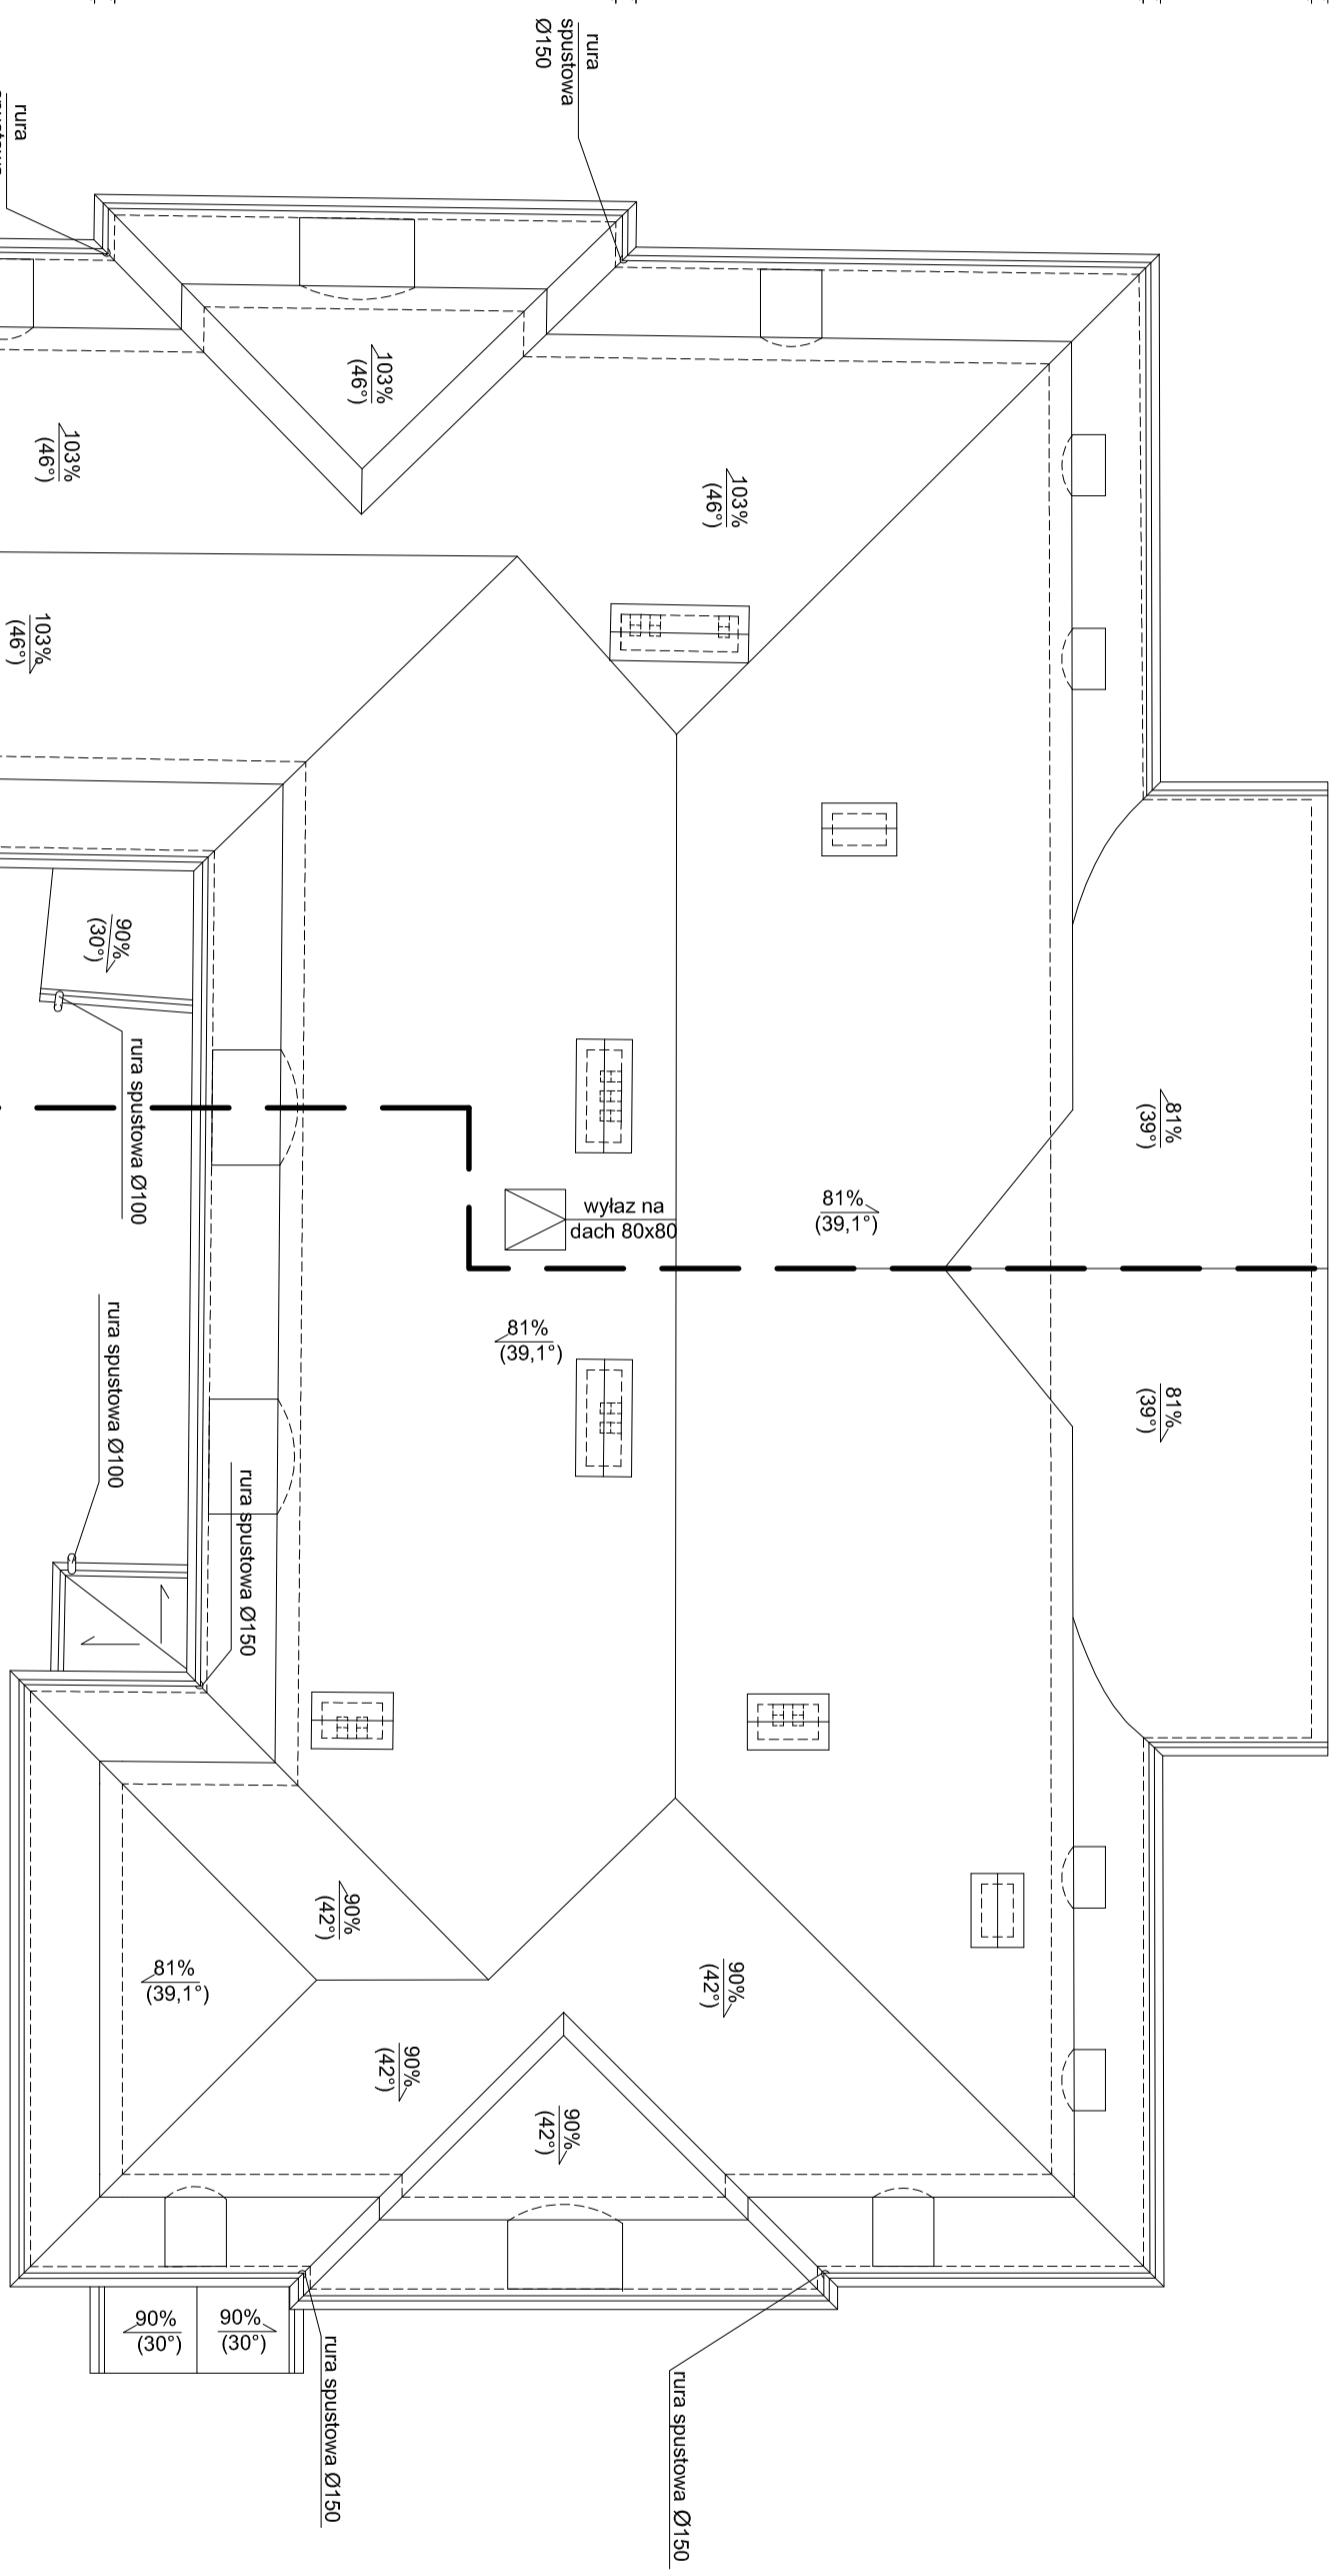 rura
spustowa
Ø150
rura
103%
(46°)
103%
(46°)
103%
(46°)
103%
(46°)
90%
(30°)
rura spustowa Ø100
81%
(39°)
wyłaz na
dach 80x80
81%
(39,1°)
81%
(39,1°)
rura spustowa Ø100
81%
(39°)
rura spustowa Ø150
90%
(42°)
81%
(39,1°)
90%
(42°)
90%
(42°)
90%
(42°)
90%
(30°)
90%
(30°)
rura spustowa Ø150
rura spustowa Ø150